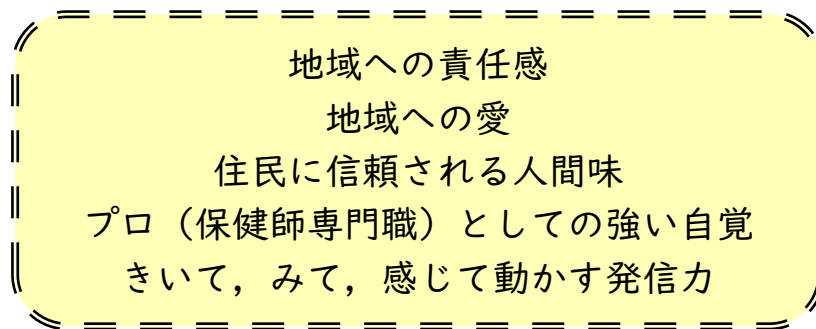 地域への責任感
地域への愛
住民に信頼される人間味
プロ（保健師専門職）としての強い自覚
きいて，みて，感じて動かす発信力